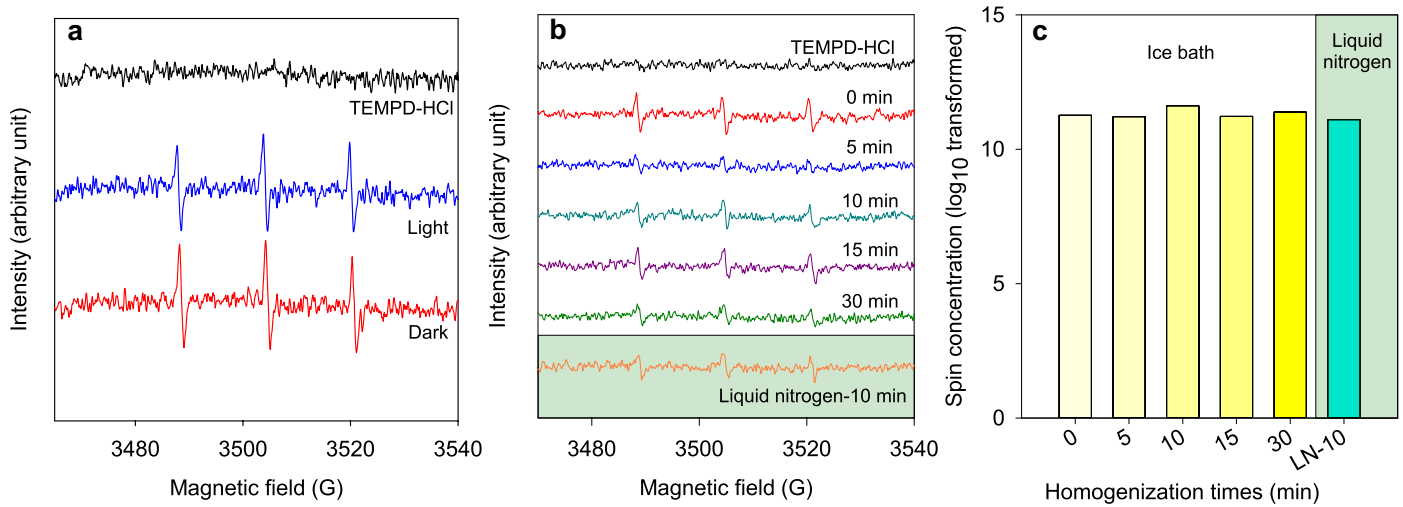 a
TEMPD-HCl
Light
Dark
Intensity (arbitrary unit)
3480 3500 3520 3540
Magnetic field (G)
b
TEMPD-HCl
0 min
5 min
10 min
15 min
30 min
Liquid nitrogen-10 min
Intensity (arbitrary unit)
3480 3500 3520 3540
Magnetic field (G)
c
Ice bath
Liquid
nitrogen
Spin concentration (log10 transformed)
15
10
5
0
0 5 10 15 30 LN-10
Homogenization times (min)